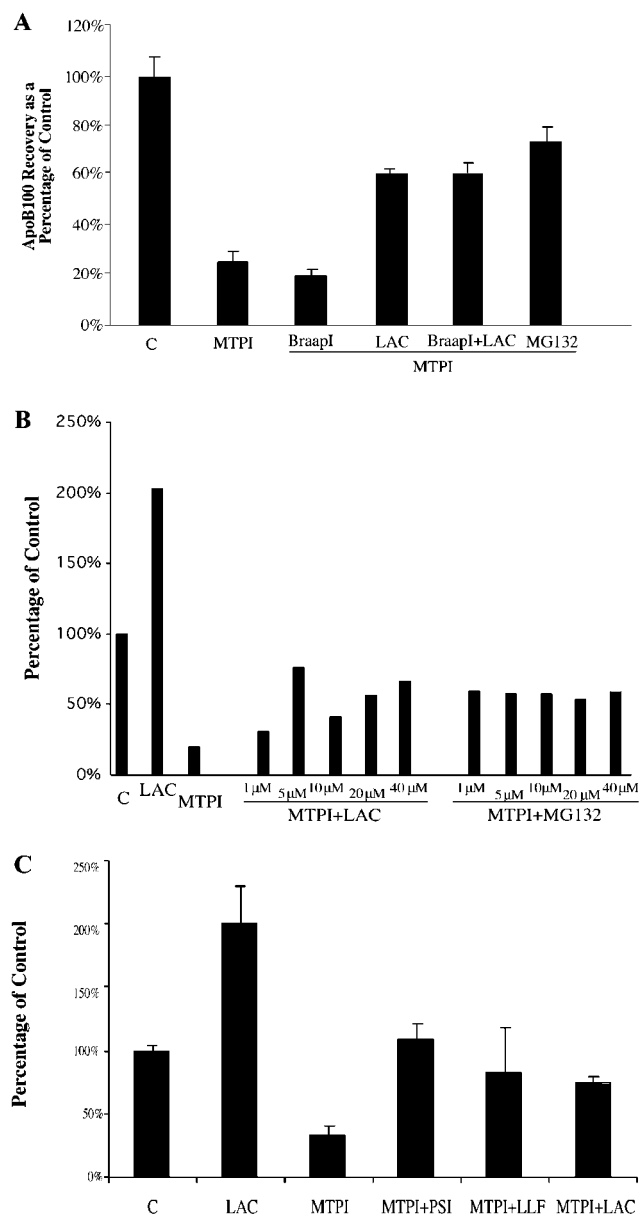 A
ApoB100 Recovery as a
Percentage of Control
120%
100%
80%
60%
40%
20%
0%
C MTPI BraapI LAC BraapI+LAC MG132
MTPI
B
Percentage of Control
250%
200%
150%
100%
50%
0%
C LAC MTPI
1 µM 5 µM 10 µM 20 µM 40 µM
MTPI+LAC
1 µM 5 µM 10µM 20 µM 40 µM
MTPI+MG132
C
Percentage of Control
250%
200%
150%
100%
50%
0%
C LAC MTPI MTPI+PSI MTPI+LLF MTPI+LAC